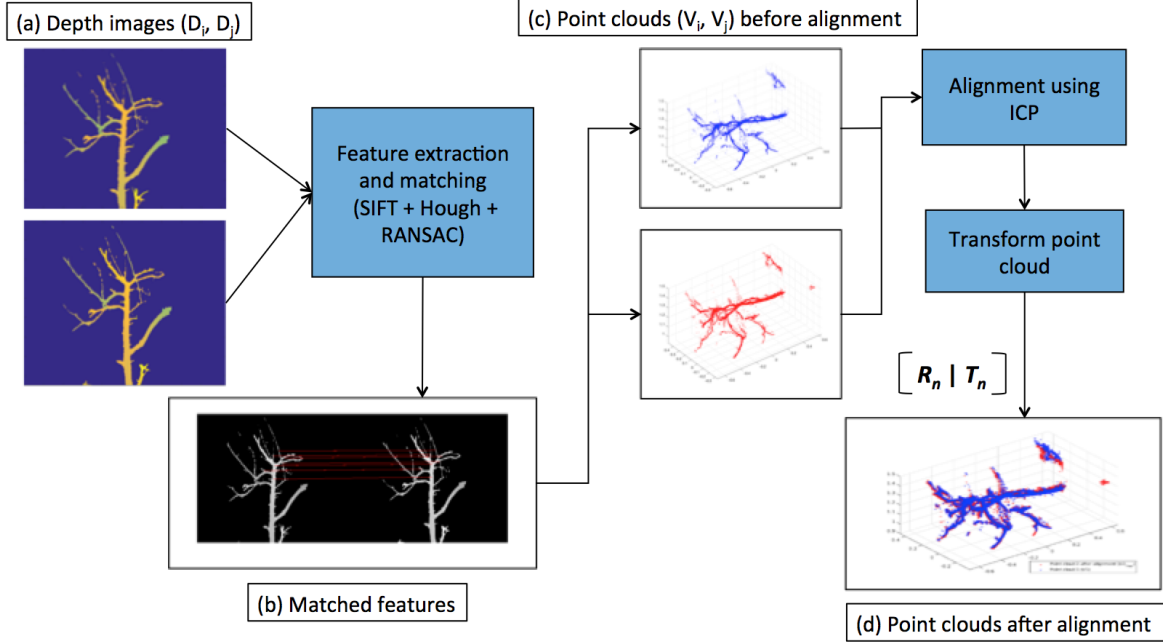 (a) Depth images (Di, Dj)
(c) Point clouds (Vi, Vj) before alignment
Feature extraction
and matching
(SIFT + Hough +
RANSAC)
Alignment using
ICP
Transform point
cloud
[Rn | Tn]
(b) Matched features
(d) Point clouds after alignment